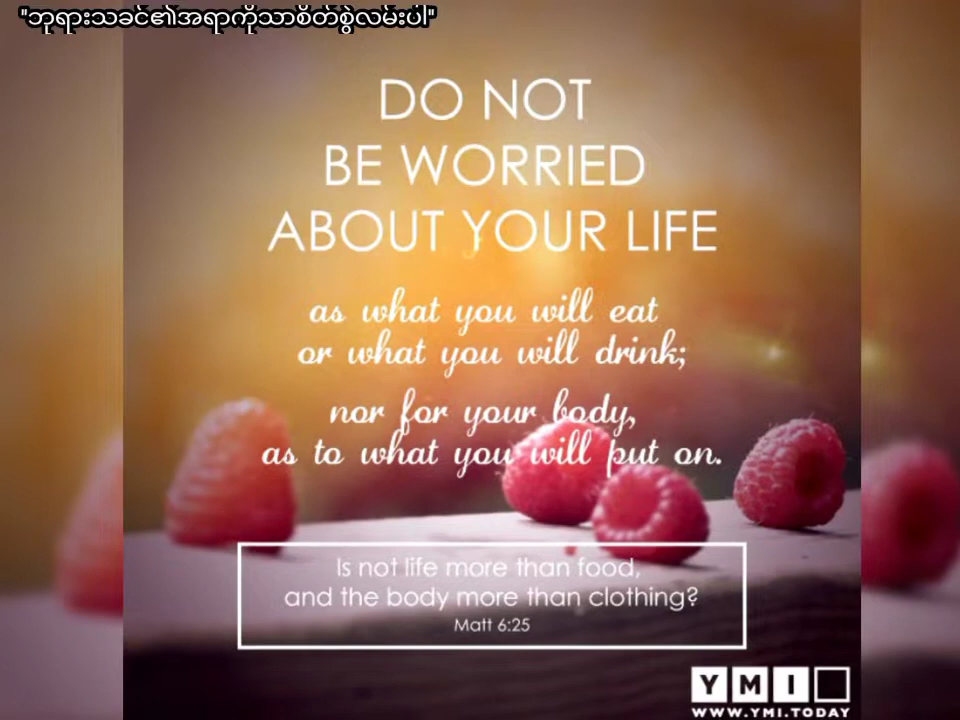 "ဘုရားသခင်၏အရာကိုသာစိတ်စွဲလမ်းပါ"
DO NOT
BE WORRIED
ABOUT YOUR LIFE
as what you will eat
or what you will drink;
nor for your body,
as to what you will put on.
Is not life more than food,
and the body more than clothing?
Matt 6:25
YMI
WWW.YMI.TODAY